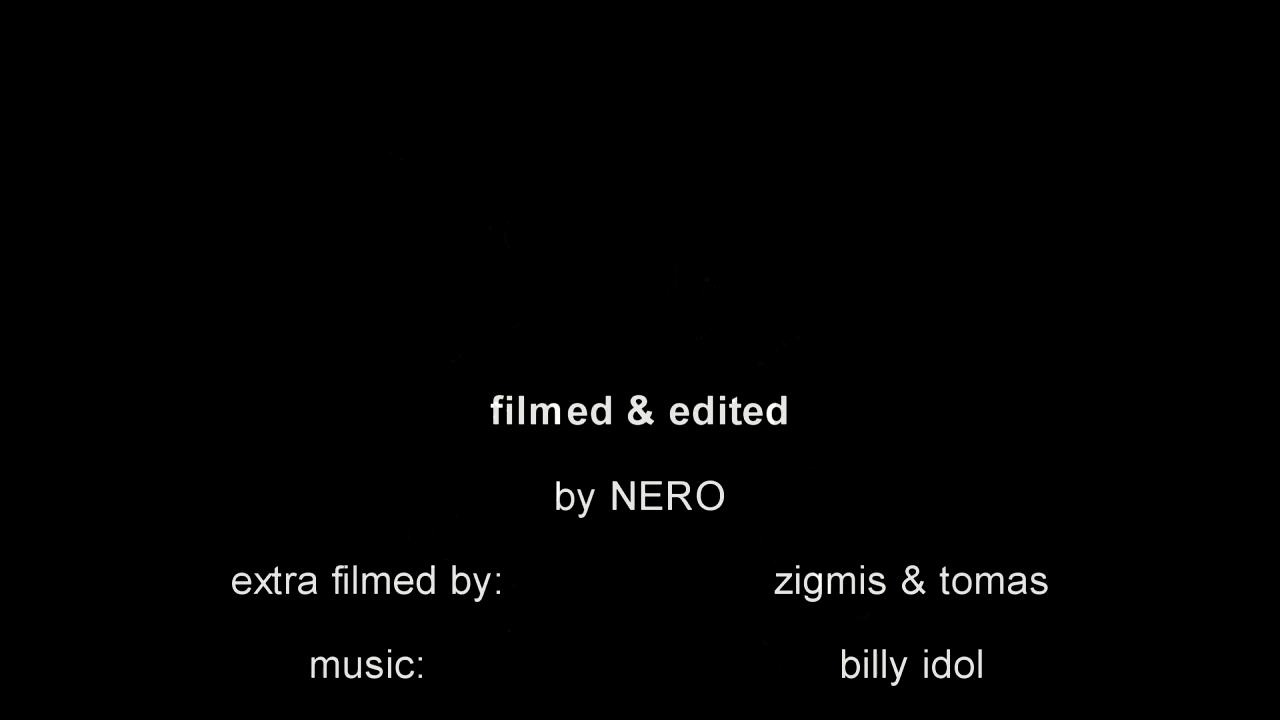 filmed & edited
by NERO
extra filmed by: zigmis & tomas
music: billy idol